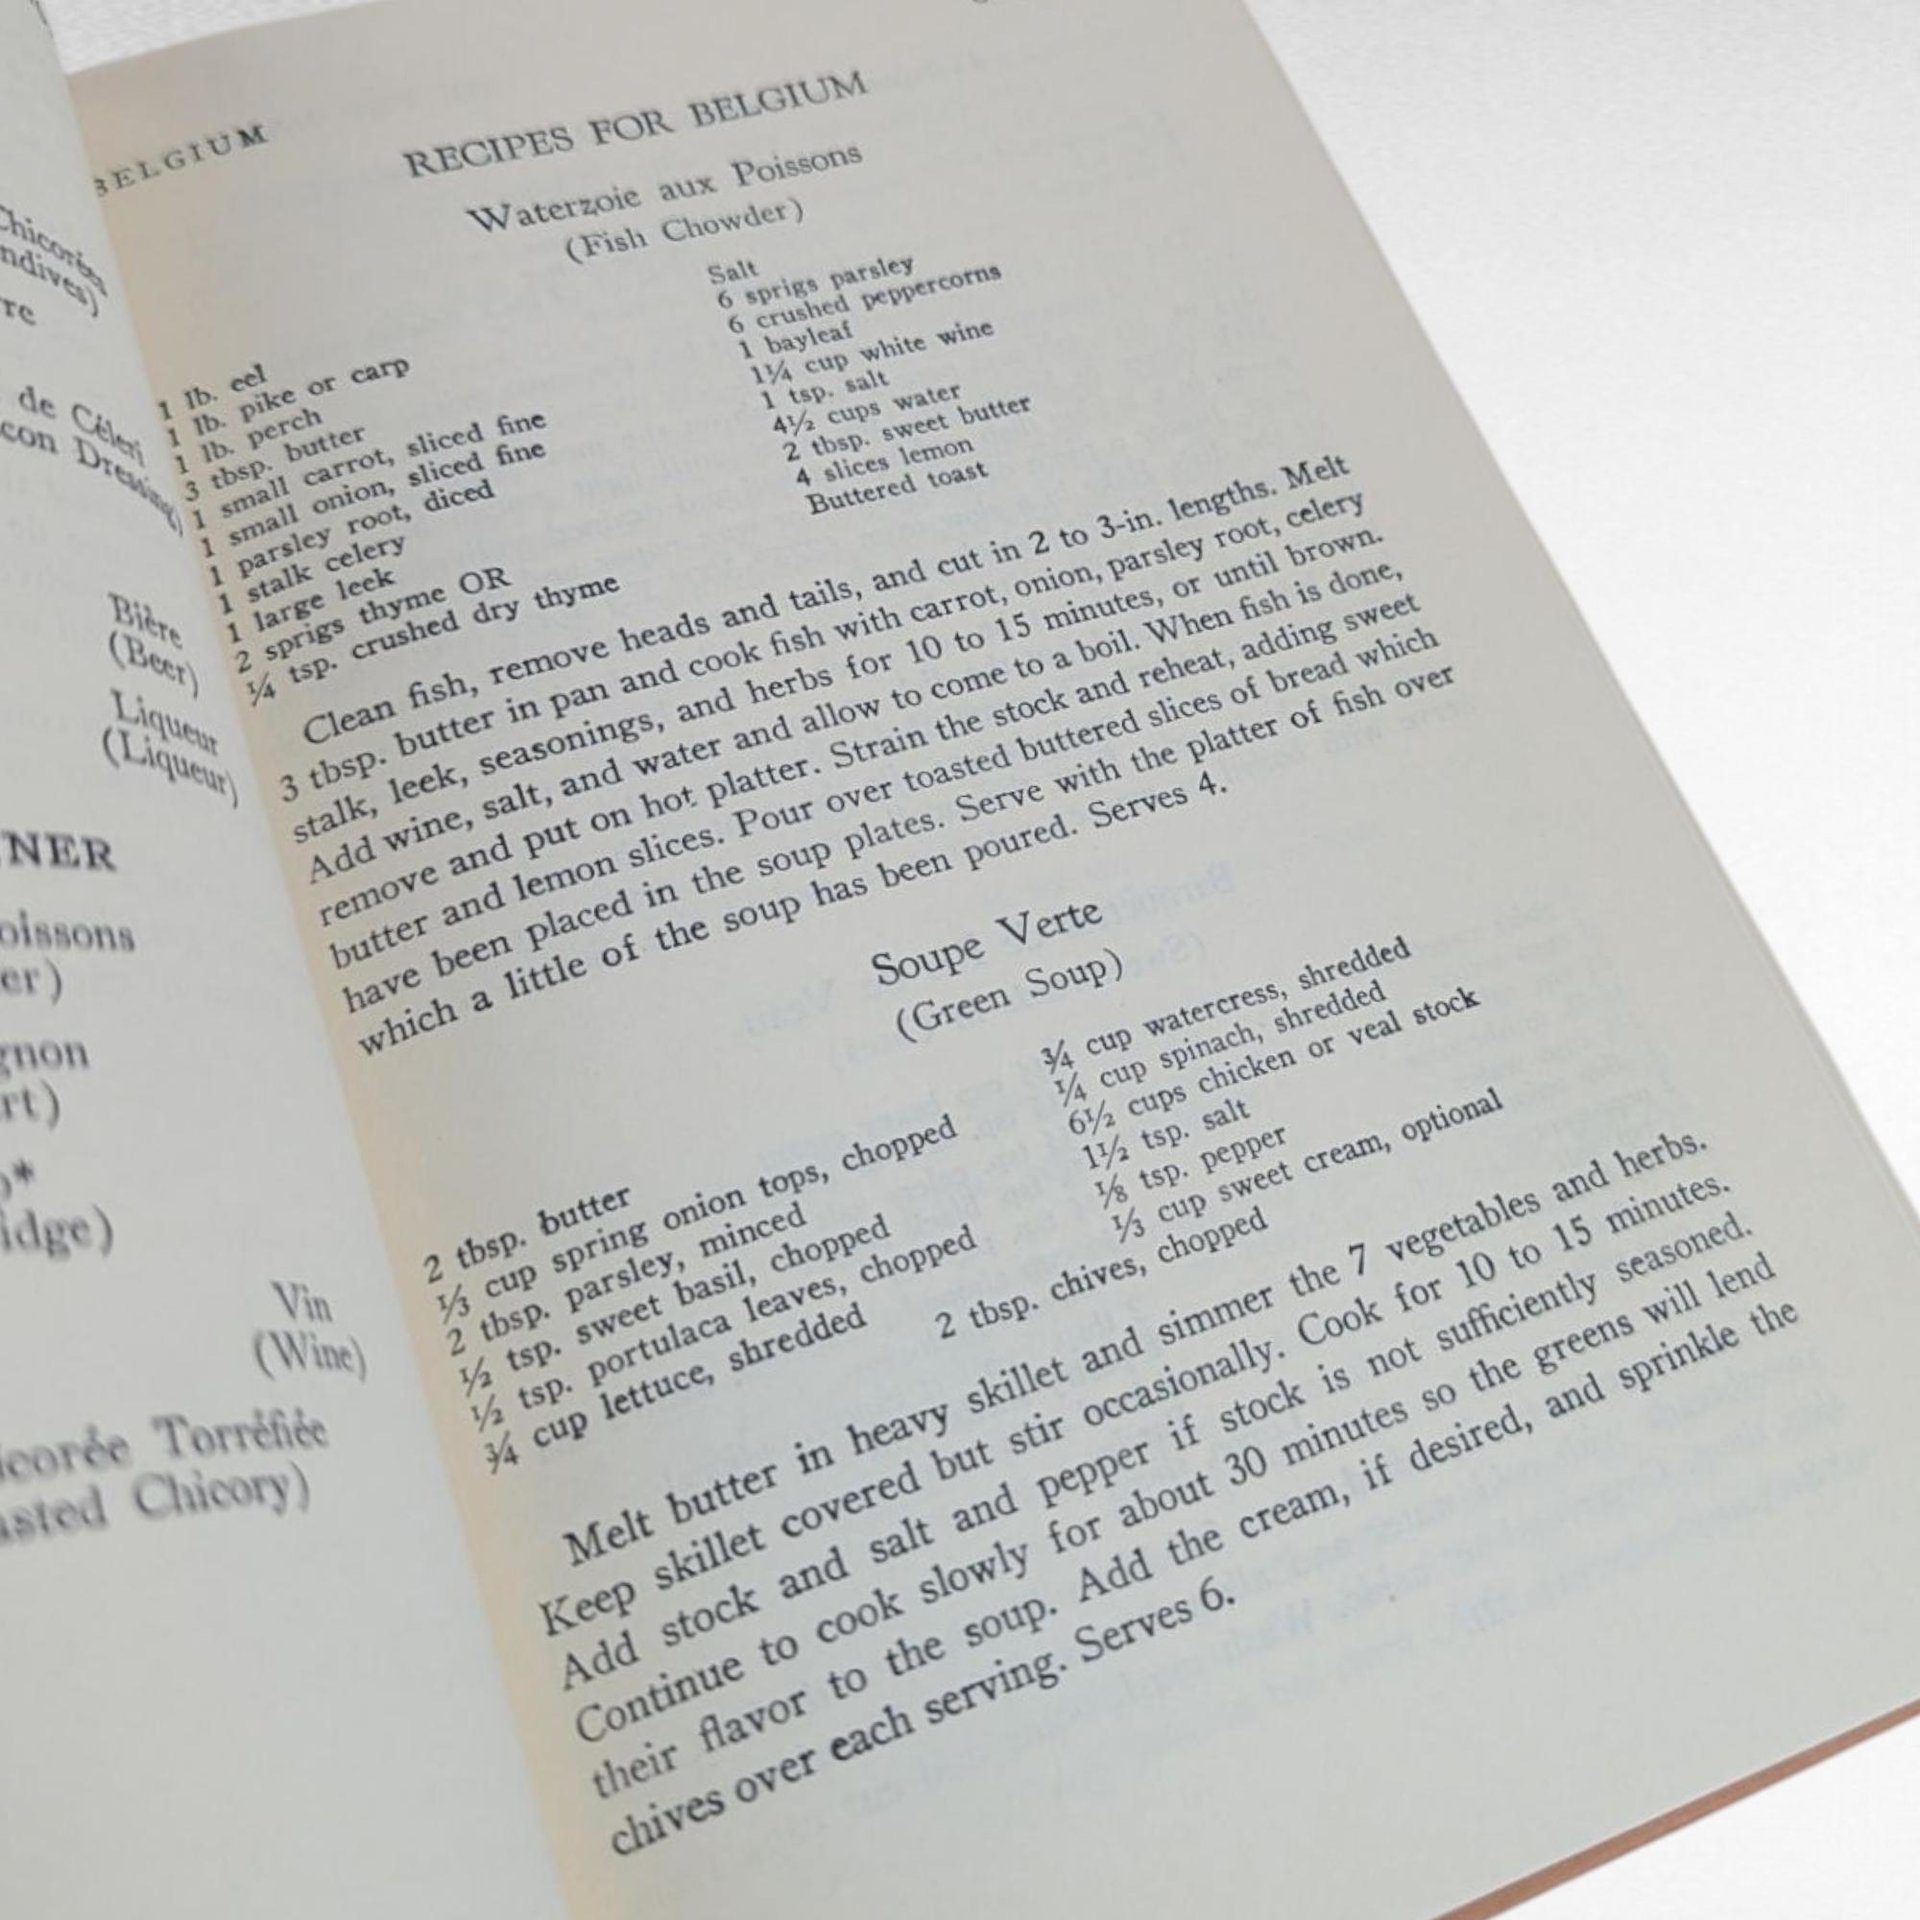 BELGIUM
Chicorées
ndives)
re
de Céleri
con Dressing)
Bière
(Beer)
Liqueur
(Liqueur)
NER
oissons
er)
gnon
rt)
o*
idge)
Vin
(Wine)
icorée Torréfiée
asted Chicory)
RECIPES FOR BELGIUM
Waterzoie aux Poissons
(Fish Chowder)
1 lb. eel
1 lb. pike or carp
1 lb. perch
3 tbsp. butter
1 small carrot, sliced fine
1 small onion, sliced fine
1 parsley root, diced
1 stalk celery
1 large leek
2 sprigs thyme OR
¼ tsp. crushed dry thyme
Salt
6 sprigs parsley
6 crushed peppercorns
1 bayleaf
1¼ cup white wine
1 tsp. salt
4½ cups water
2 tbsp. sweet butter
4 slices lemon
Buttered toast
Clean fish, remove heads and tails, and cut in 2 to 3-in. lengths. Melt
3 tbsp. butter in pan and cook fish with carrot, onion, parsley root, celery
stalk, leek, seasonings, and herbs for 10 to 15 minutes, or until brown.
Add wine, salt, and water and allow to come to a boil. When fish is done,
remove and put on hot platter. Strain the stock and reheat, adding sweet
butter and lemon slices. Pour over toasted buttered slices of bread which
have been placed in the soup plates. Serve with the platter of fish over
which a little of the soup has been poured. Serves 4.
Soupe Verte
(Green Soup)
2 tbsp. butter
⅓ cup spring onion tops, chopped
2 tbsp. parsley, minced
½ tsp. sweet basil, chopped
½ tsp. portulaca leaves, chopped
¾ cup lettuce, shredded
¾ cup watercress, shredded
¼ cup spinach, shredded
6½ cups chicken or veal stock
1½ tsp. salt
⅛ tsp. pepper
⅓ cup sweet cream, optional
2 tbsp. chives, chopped
Melt butter in heavy skillet and simmer the 7 vegetables and herbs.
Keep skillet covered but stir occasionally. Cook for 10 to 15 minutes.
Add stock and salt and pepper if stock is not sufficiently seasoned.
Continue to cook slowly for about 30 minutes so the greens will lend
their flavor to the soup. Add the cream, if desired, and sprinkle the
chives over each serving. Serves 6.